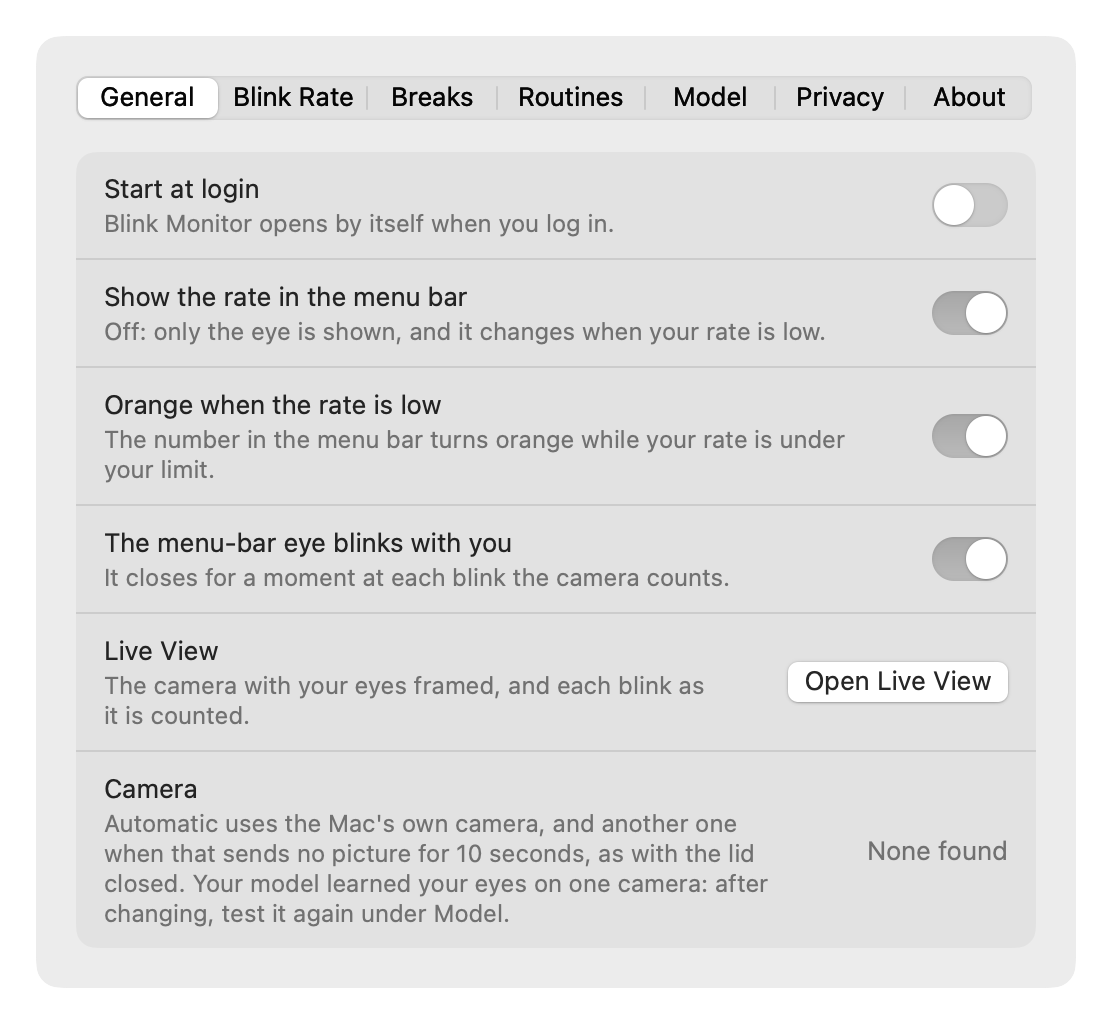 General
Blink Rate
Breaks
Routines
Model
Privacy
About
Start at login
Blink Monitor opens by itself when you log in.
Show the rate in the menu bar
Off: only the eye is shown, and it changes when your rate is low.
Orange when the rate is low
The number in the menu bar turns orange while your rate is under
your limit.
The menu-bar eye blinks with you
It closes for a moment at each blink the camera counts.
Live View
The camera with your eyes framed, and each blink as
it is counted.
Open Live View
Camera
Automatic uses the Mac's own camera, and another one
when that sends no picture for 10 seconds, as with the lid
closed. Your model learned your eyes on one camera: after
changing, test it again under Model.
None found